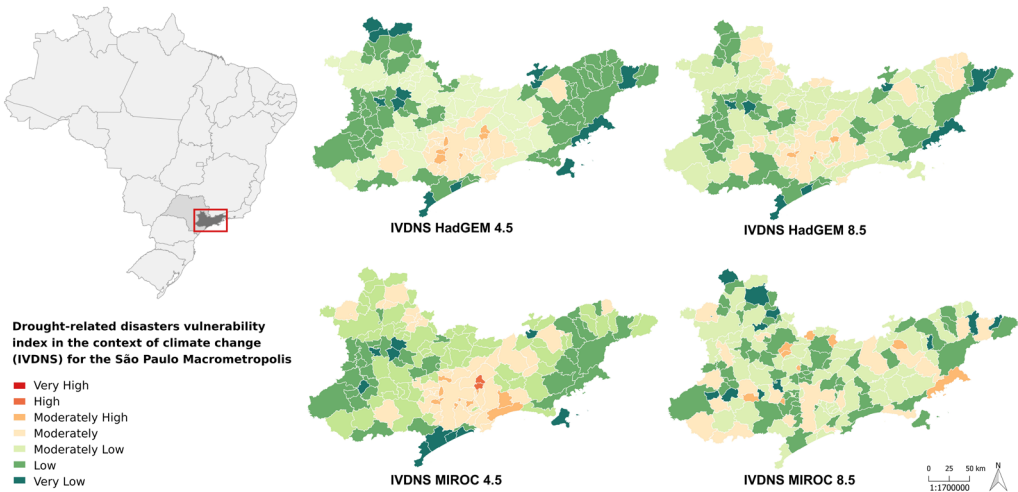 IVDNS HadGEM 4.5
IVDNS HadGEM 8.5
Drought-related disasters vulnerability
index in the context of climate change
(IVDNS) for the São Paulo Macrometropolis
Very High
High
Moderately High
Moderately
Moderately Low
Low
Very Low
IVDNS MIROC 4.5
IVDNS MIROC 8.5
0 25 50 km
1:1700000
N